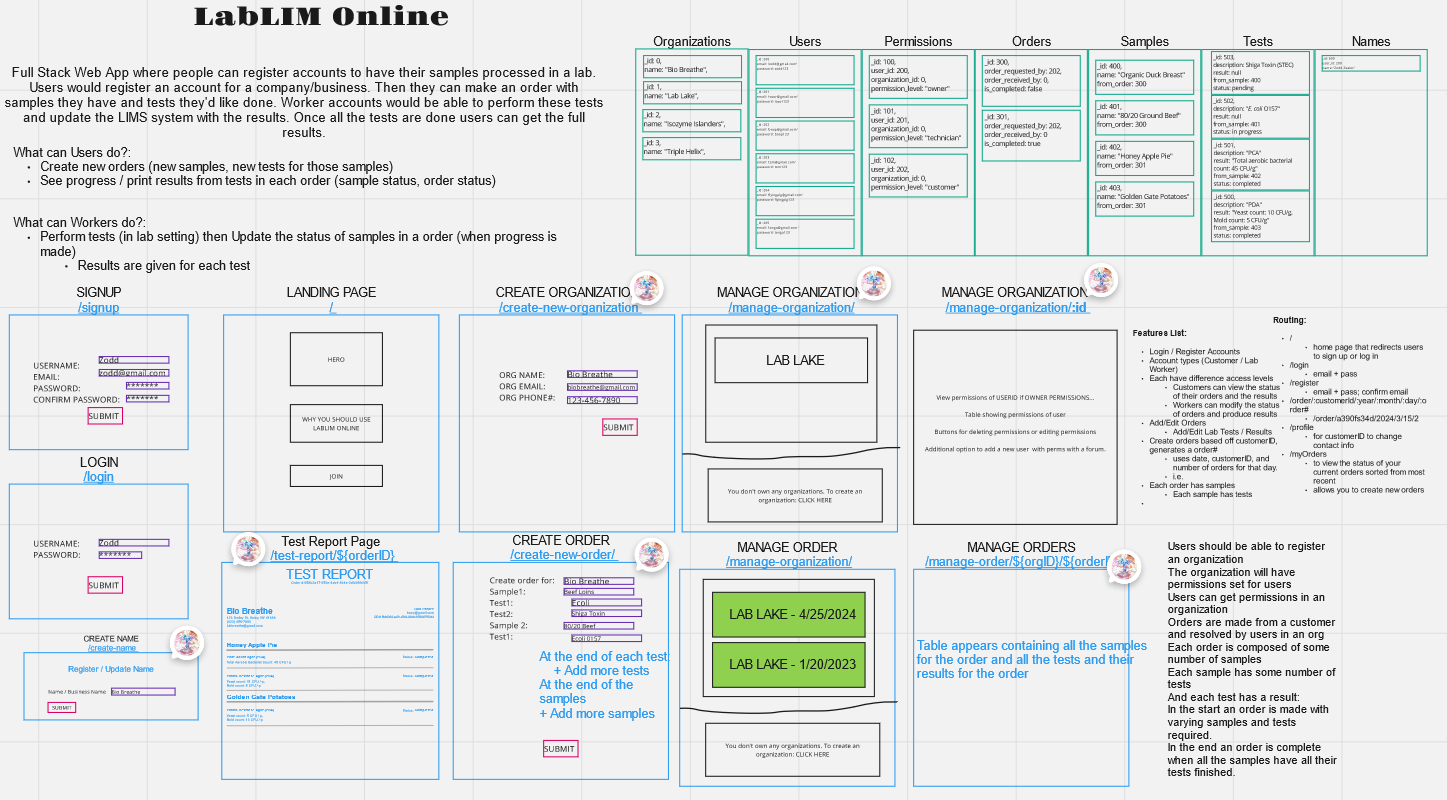 LabLIM Online
Full Stack Web App where people can register accounts to have their samples processed in a lab.
Users would register an account for a company/business. Then they can make an order with
samples they have and tests they'd like done. Worker accounts would be able to perform these tests
and update the LIMS system with the results. Once all the tests are done users can get the full
results.
What can Users do?:
• Create new orders (new samples, new tests for those samples)
• See progress / print results from tests in each order (sample status, order status)
What can Workers do?:
• Perform tests (in lab setting) then Update the status of samples in a order (when progress is
made)
• Results are given for each test
Organizations
_id: 0,
name: "Bio Breathe",
_id: 1,
name: "Lab Lake",
_id: 2,
name: "Isozyme Islanders",
_id: 3,
name: "Triple Helix",
Users
Permissions
_id: 100,
user_id: 200,
organization_id: 0,
permission_level: "owner"
_id: 101,
user_id: 201,
organization_id: 0,
permission_level: "technician"
_id: 102,
user_id: 202,
organization_id: 0,
permission_level: "customer"
Orders
_id: 300,
order_requested_by: 202,
order_received_by: 0,
is_completed: false
_id: 301,
order_requested_by: 202,
order_received_by: 0
is_completed: true
Samples
_id: 400,
name: "Organic Duck Breast"
from_order: 300
_id: 401,
name: "80/20 Ground Beef"
from_order: 300
_id: 402,
name: "Honey Apple Pie"
from_order: 301
_id: 403,
name: "Golden Gate Potatoes"
from_order: 301
Tests
_id: 503,
description: Shiga Toxin (STEC)
result: null
from_sample: 400
status: pending
_id: 502,
description: "E. coli O157"
result: null
from_sample: 401
status: in progress
_id: 501,
description: "PCA"
result: "Total aerobic bacterial
count: 45 CFU/g"
from_sample: 402
status: completed
_id: 500,
description: "PDA"
result: "Yeast count: 10 CFU/g,
Mold count: 5 CFU/g"
from_sample: 403
status: completed
Names
SIGNUP
/signup
USERNAME: Zodd
EMAIL: zodd@gmail.com
PASSWORD: *******
CONFIRM PASSWORD: *******
SUBMIT
LANDING PAGE
/
HERO
WHY YOU SHOULD USE
LABLIM ONLINE
JOIN
CREATE ORGANIZATIO
/create-new-organization
ORG NAME: Bio Breathe
ORG EMAIL: biobreathe@gmail.com
ORG PHONE#: 123-456-7890
SUBMIT
MANAGE ORGANIZATION
/manage-organization/
LAB LAKE
You don't own any organizations. To create an
organization: CLICK HERE
MANAGE ORGANIZATION
/manage-organization/:id
View permissions of USERID if OWNER PERMISSIONS...
Table showing permissions of user
Buttons for deleting permissions or editing permissions
Additional option to add a new user with perms with a forum.
Features List:
• Login / Register Accounts
• Account types (Customer / Lab
Worker)
• Each have difference access levels
• Customers can view the status
of their orders and the results
• Workers can modify the status
of orders and produce results
• Add/Edit Orders
• Add/Edit Lab Tests / Results
• Create orders based off customerID,
generates a order#
• uses date, customerID, and
number of orders for that day.
• i.e.
• Each order has samples
• Each sample has tests
•
Routing:
• /
• home page that redirects users
to sign up or log in
• /login
• email + pass
• /register
• email + pass; confirm email
• /order/:customerId/:year/:month/:day/:o
rder#
• /order/a390fs34d/2024/3/15/2
• /profile
• for customerID to change
contact info
• /myOrders
• to view the status of your
current orders sorted from most
recent
• allows you to create new orders
LOGIN
/login
USERNAME: Zodd
PASSWORD: *******
SUBMIT
CREATE NAME
/create-name
Register / Update Name
Name / Business Name Bio Breathe
SUBMIT
Test Report Page
/test-report/${orderID}
TEST REPORT
Bio Breathe
Honey Apple Pie
Golden Gate Potatoes
CREATE ORDER
/create-new-order/
Create order for: Bio Breathe
Sample1: Beef Loins
Test1: Ecoli
Test2: Shiga Toxin
Sample 2: 80/20 Beef
Test1: Ecoli 0157
At the end of each test:
+ Add more tests
At the end of the
samples
+ Add more samples
SUBMIT
MANAGE ORDER
/manage-organization/
LAB LAKE - 4/25/2024
LAB LAKE - 1/20/2023
You don't own any organizations. To create an
organization: CLICK HERE
MANAGE ORDERS
/manage-order/${orgID}/${orderI
Table appears containing all the samples
for the order and all the tests and their
results for the order
Users should be able to register
an organization
The organization will have
permissions set for users
Users can get permissions in an
organization
Orders are made from a customer
and resolved by users in an org
Each order is composed of some
number of samples
Each sample has some number of
tests
And each test has a result:
In the start an order is made with
varying samples and tests
required.
In the end an order is complete
when all the samples have all their
tests finished.